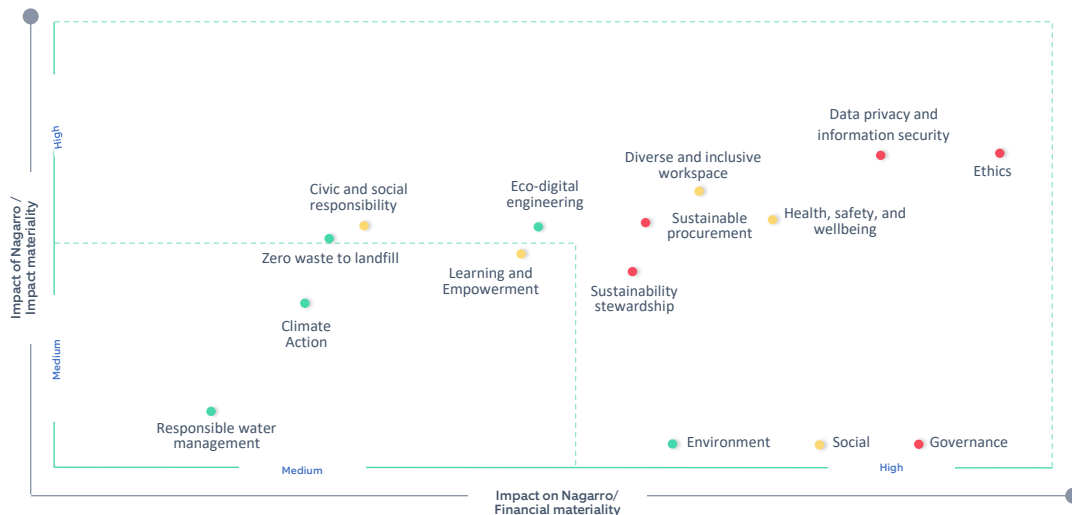 High
Medium
Impact of Nagarro /
Impact materiality
Data privacy and
information security
Ethics
Diverse and inclusive
workspace
Civic and social
responsibility
Eco-digital
engineering
Sustainable
procurement
Health, safety, and
wellbeing
Zero waste to landfill
Learning and
Empowerment
Sustainability
stewardship
Climate
Action
Responsible water
management
Environment
Social
Governance
Medium
High
Impact on Nagarro/
Financial materiality